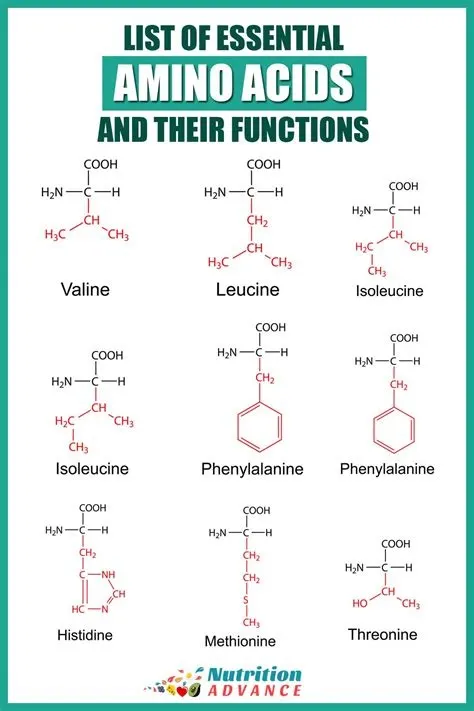 LIST OF ESSENTIAL
AMINO ACIDS
AND THEIR FUNCTIONS
COOH
H₂N—C—H
CH
H₃C CH₃
Valine
COOH
H₂N—C—H
CH₂
CH
H₃C CH₃
Leucine
COOH
H₂N—C—H
CH
H₂C CH₃
CH₃
Isoleucine
COOH
H₂N—C—H
CH
H₂C CH₃
CH₃
Isoleucine
COOH
H₂N—C—H
CH₂
Phenylalanine
COOH
H₂N—C—H
CH₂
Phenylalanine
COOH
H₂N—C—H
CH₂
C—NH
CH
HC—N
Histidine
COOH
H₂N—C—H
CH₂
CH₂
S
CH₃
Methionine
COOH
H₂N—C—H
CH
HO CH₃
Threonine
Nutrition
ADVANCE